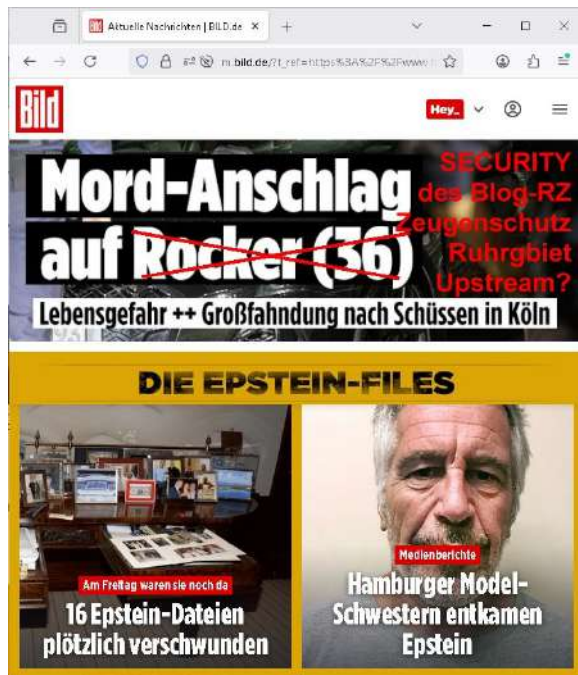 Aktuelle Nachrichten | BILD.de
m.bild.de/?t_ref=https%3A%2F%2Fwww
Bild
Hey_
Mord-Anschlag
auf Rocker (36)
SECURITY
des Blog-RZ
Zeugenschutz
Ruhrgbiet
Upstream?
Lebensgefahr ++ Großfahndung nach Schüssen in Köln
DIE EPSTEIN-FILES
Am Freitag waren sie noch da
16 Epstein-Dateien
plötzlich verschwunden
Medienberichte
Hamburger Model-
Schwestern entkamen
Epstein